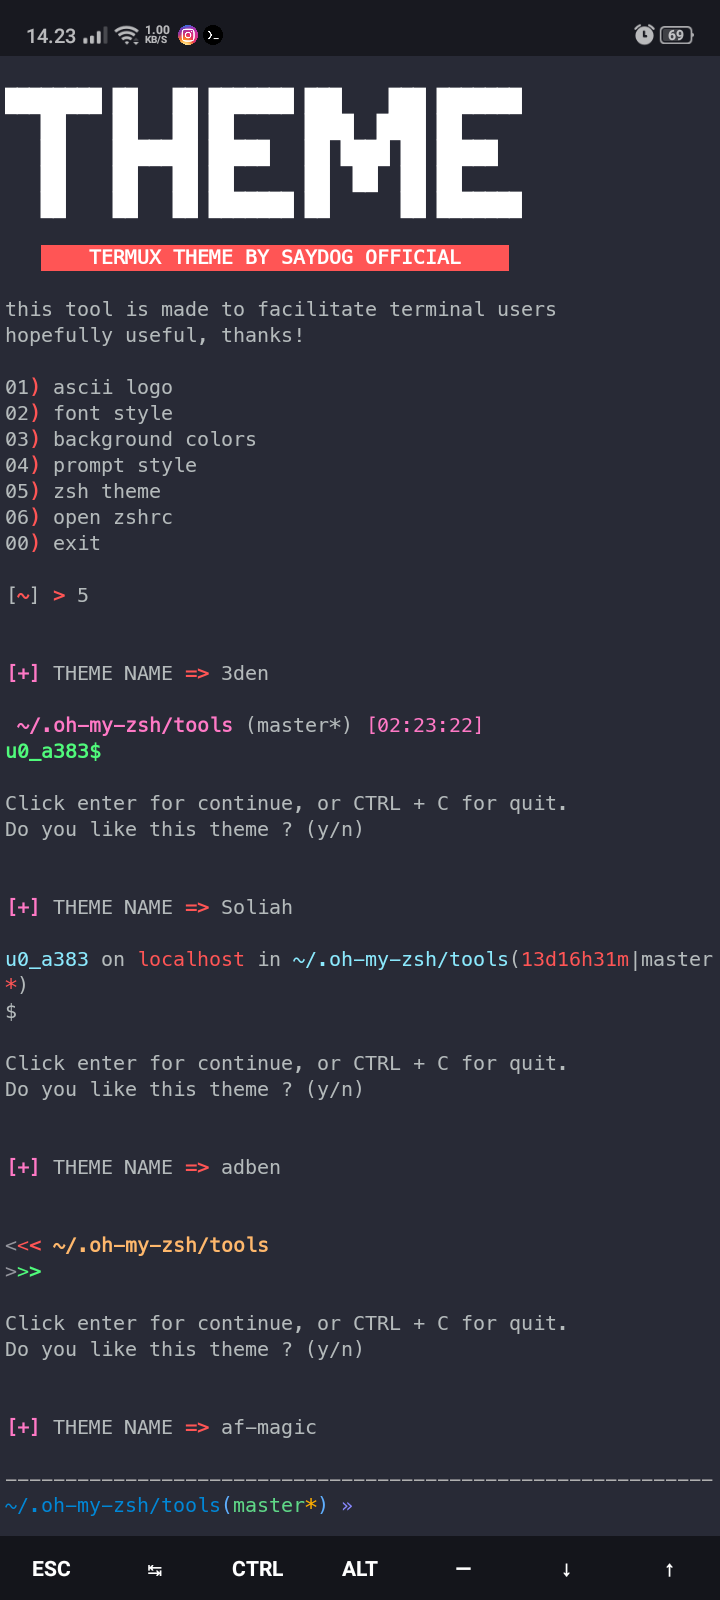 14.23 1.00 KB/S 69
THEME
TERMUX THEME BY SAYDOG OFFICIAL
this tool is made to facilitate terminal users
hopefully useful, thanks!
01) ascii logo
02) font style
03) background colors
04) prompt style
05) zsh theme
06) open zshrc
00) exit
[~] > 5
[+] THEME NAME => 3den
~/.oh-my-zsh/tools (master*) [02:23:22]
u0_a383$
Click enter for continue, or CTRL + C for quit.
Do you like this theme ? (y/n)
[+] THEME NAME => Soliah
u0_a383 on localhost in ~/.oh-my-zsh/tools(13d16h31m|master
*)
$
Click enter for continue, or CTRL + C for quit.
Do you like this theme ? (y/n)
[+] THEME NAME => adben
<<< ~/.oh-my-zsh/tools
>>>
Click enter for continue, or CTRL + C for quit.
Do you like this theme ? (y/n)
[+] THEME NAME => af-magic
-----------------------------------------------------------
~/.oh-my-zsh/tools(master*) »
ESC ↹ CTRL ALT — ↓ ↑